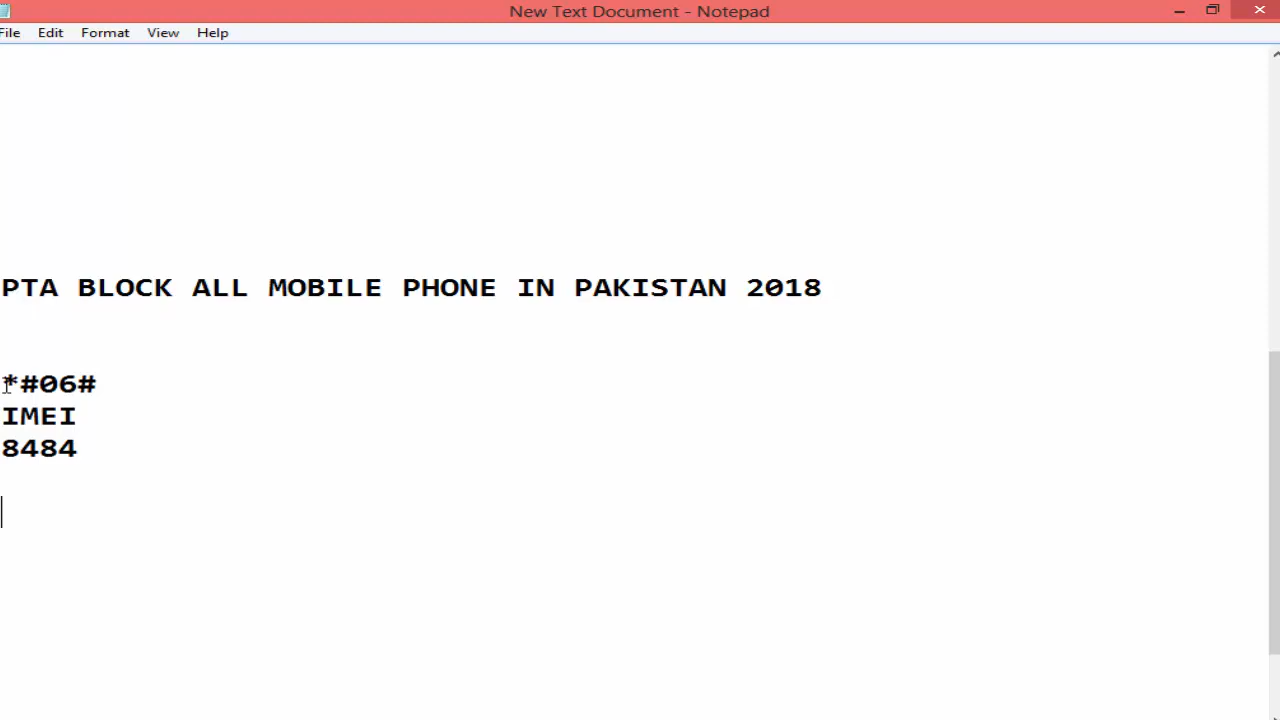 New Text Document - Notepad
File Edit Format View Help
PTA BLOCK ALL MOBILE PHONE IN PAKISTAN 2018
*#06#
IMEI
8484